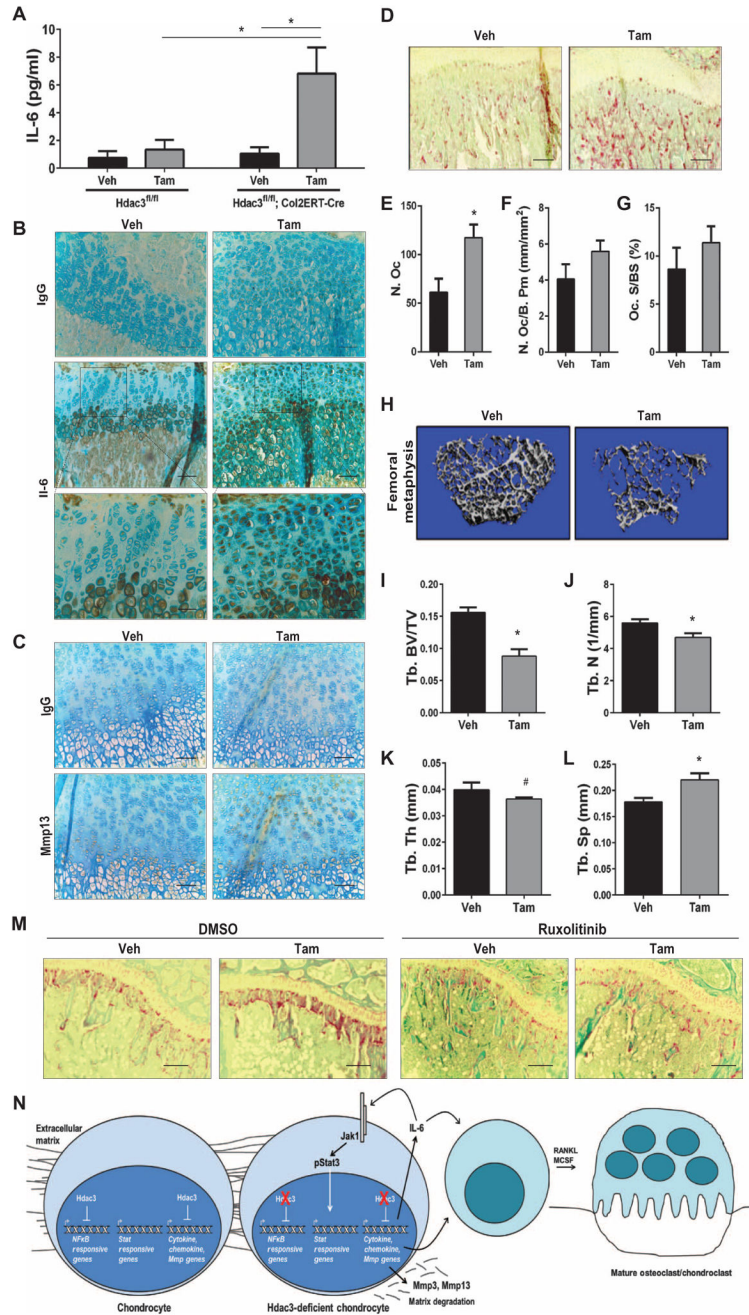 A
IL-6 (pg/ml)
10
8
6
4
2
0
*
*
Veh
Tam
Veh
Tam
Hdac3fl/fl
Hdac3fl/fl; Col2ERT-Cre
B
Veh
Tam
IgG
Il-6
C
Veh
Tam
IgG
Mmp13
D
Veh
Tam
E
N. Oc
150
100
50
0
*
Veh
Tam
F
N. Oc/B. Pm (mm/mm²)
8
6
4
2
0
Veh
Tam
G
Oc. S/BS (%)
15
10
5
0
Veh
Tam
H
Veh
Tam
Femoral
metaphysis
I
Tb. BV/TV
0.20
0.15
0.10
0.05
0.00
*
Veh
Tam
J
Tb. N (1/mm)
8
6
4
2
0
*
Veh
Tam
K
Tb. Th (mm)
0.06
0.04
0.02
0.00
#
Veh
Tam
L
Tb. Sp (mm)
0.25
0.20
0.15
0.10
0.05
0.00
*
Veh
Tam
M
DMSO
Ruxolitinib
Veh
Tam
Veh
Tam
N
Extracellular
matrix
Hdac3
Hdac3
NFκB
responsive
genes
Stat
responsive
genes
Cytokine,
chemokine,
Mmp genes
Chondrocyte
Jak1
pStat3
IL-6
Hdac3
Hdac3
NFκB
responsive
genes
Stat
responsive
genes
Cytokine,
chemokine,
Mmp genes
Mmp3, Mmp13
Matrix degradation
Hdac3-deficient chondrocyte
RANKL
MCSF
Mature osteoclast/chondroclast